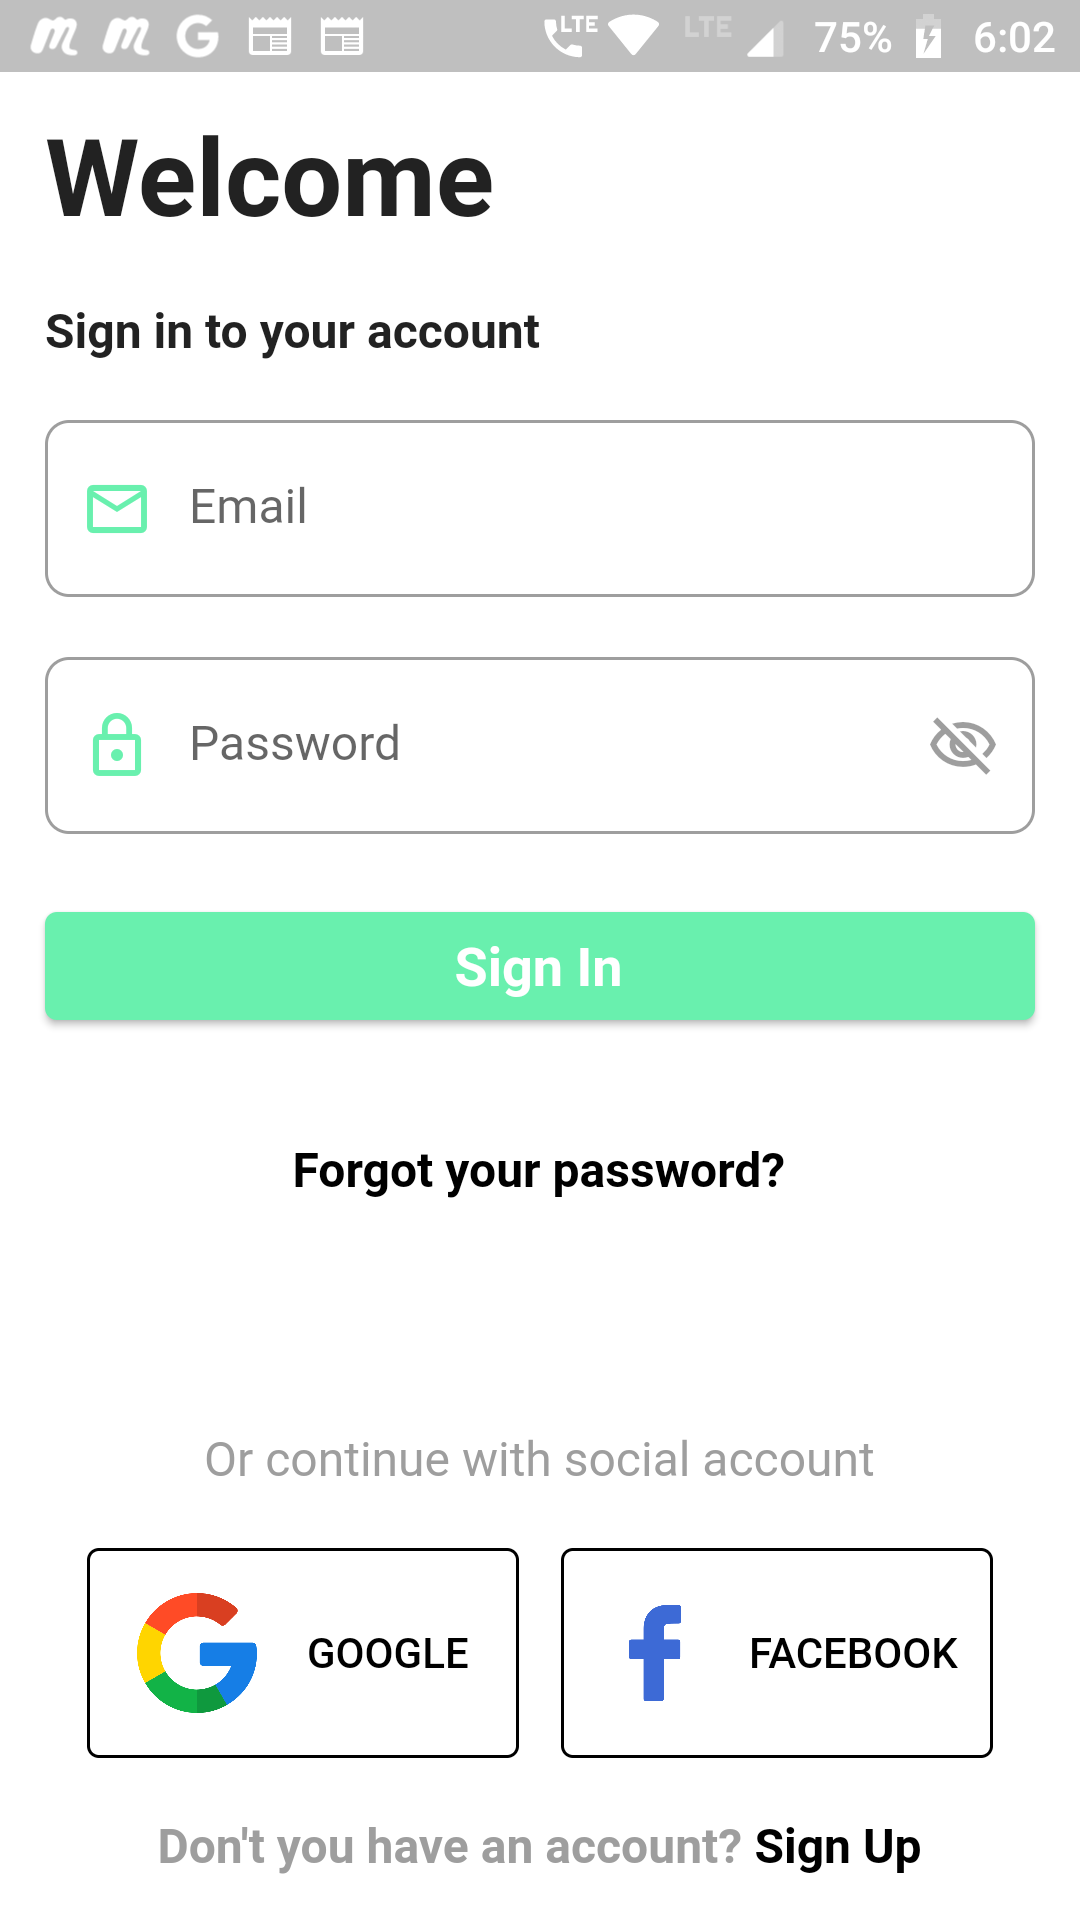 LTE LTE 75% 6:02
Welcome
Sign in to your account
Email
Password
Sign In
Forgot your password?
Or continue with social account
GOOGLE
FACEBOOK
Don't you have an account? Sign Up